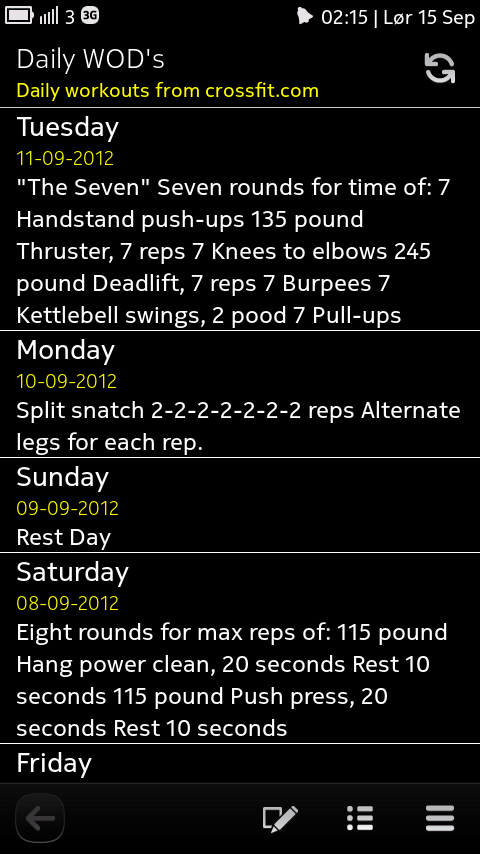 3 3G 02:15 | Lør 15 Sep
Daily WOD's
Daily workouts from crossfit.com
Tuesday
11-09-2012
"The Seven" Seven rounds for time of: 7
Handstand push-ups 135 pound
Thruster, 7 reps 7 Knees to elbows 245
pound Deadlift, 7 reps 7 Burpees 7
Kettlebell swings, 2 pood 7 Pull-ups
Monday
10-09-2012
Split snatch 2-2-2-2-2-2-2 reps Alternate
legs for each rep.
Sunday
09-09-2012
Rest Day
Saturday
08-09-2012
Eight rounds for max reps of: 115 pound
Hang power clean, 20 seconds Rest 10
seconds 115 pound Push press, 20
seconds Rest 10 seconds
Friday